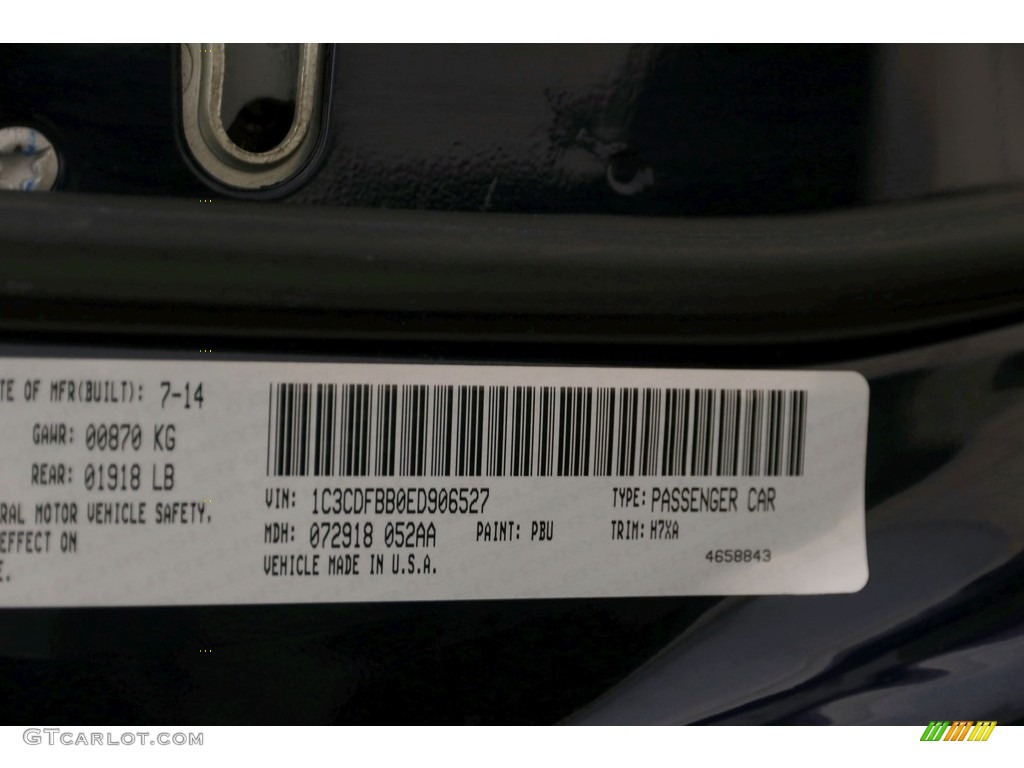 TE OF MFR(BUILT): 7-14
GAWR: 00870 KG
REAR: 01918 LB
RAL MOTOR VEHICLE SAFETY,
EFFECT ON
E.
VIN: 1C3CDFBB0ED906527 TYPE: PASSENGER CAR
MDH: 072918 052AA PAINT: PBU TRIM: H7XA
VEHICLE MADE IN U.S.A.
4658843
GTCARLOT.COM